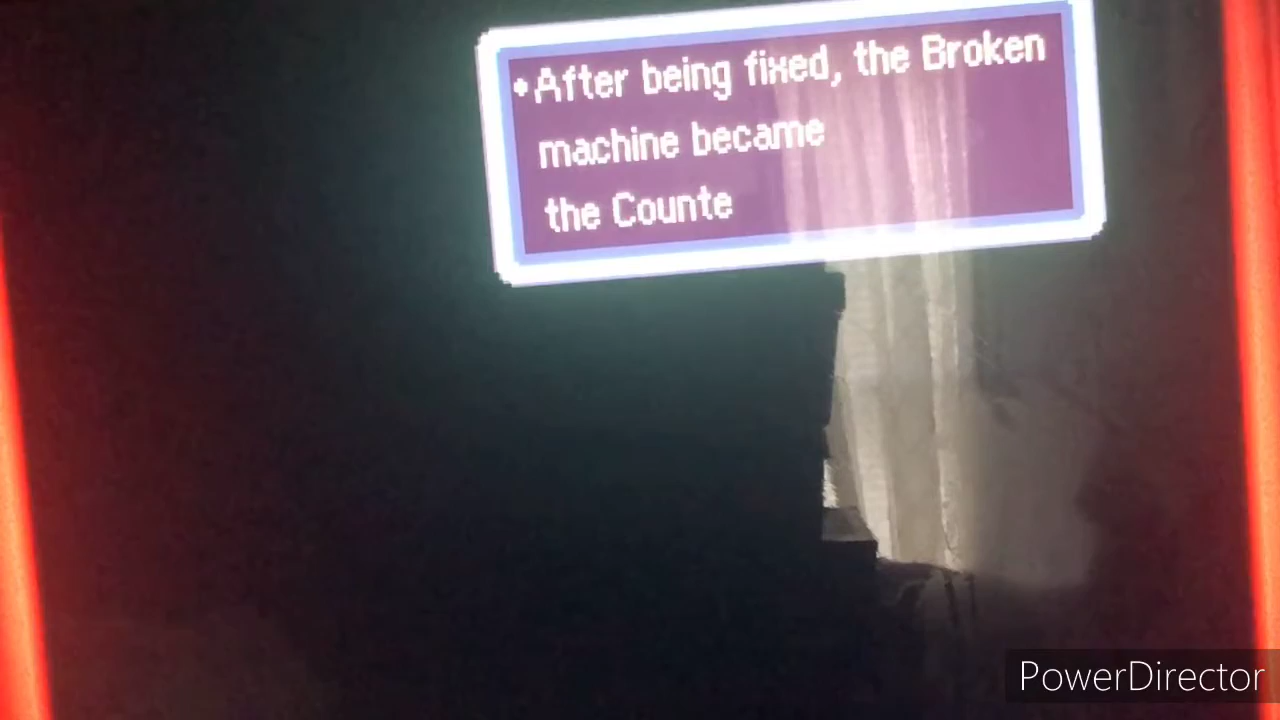 •After being fixed, the Broken
machine became
the Counte
PowerDirector